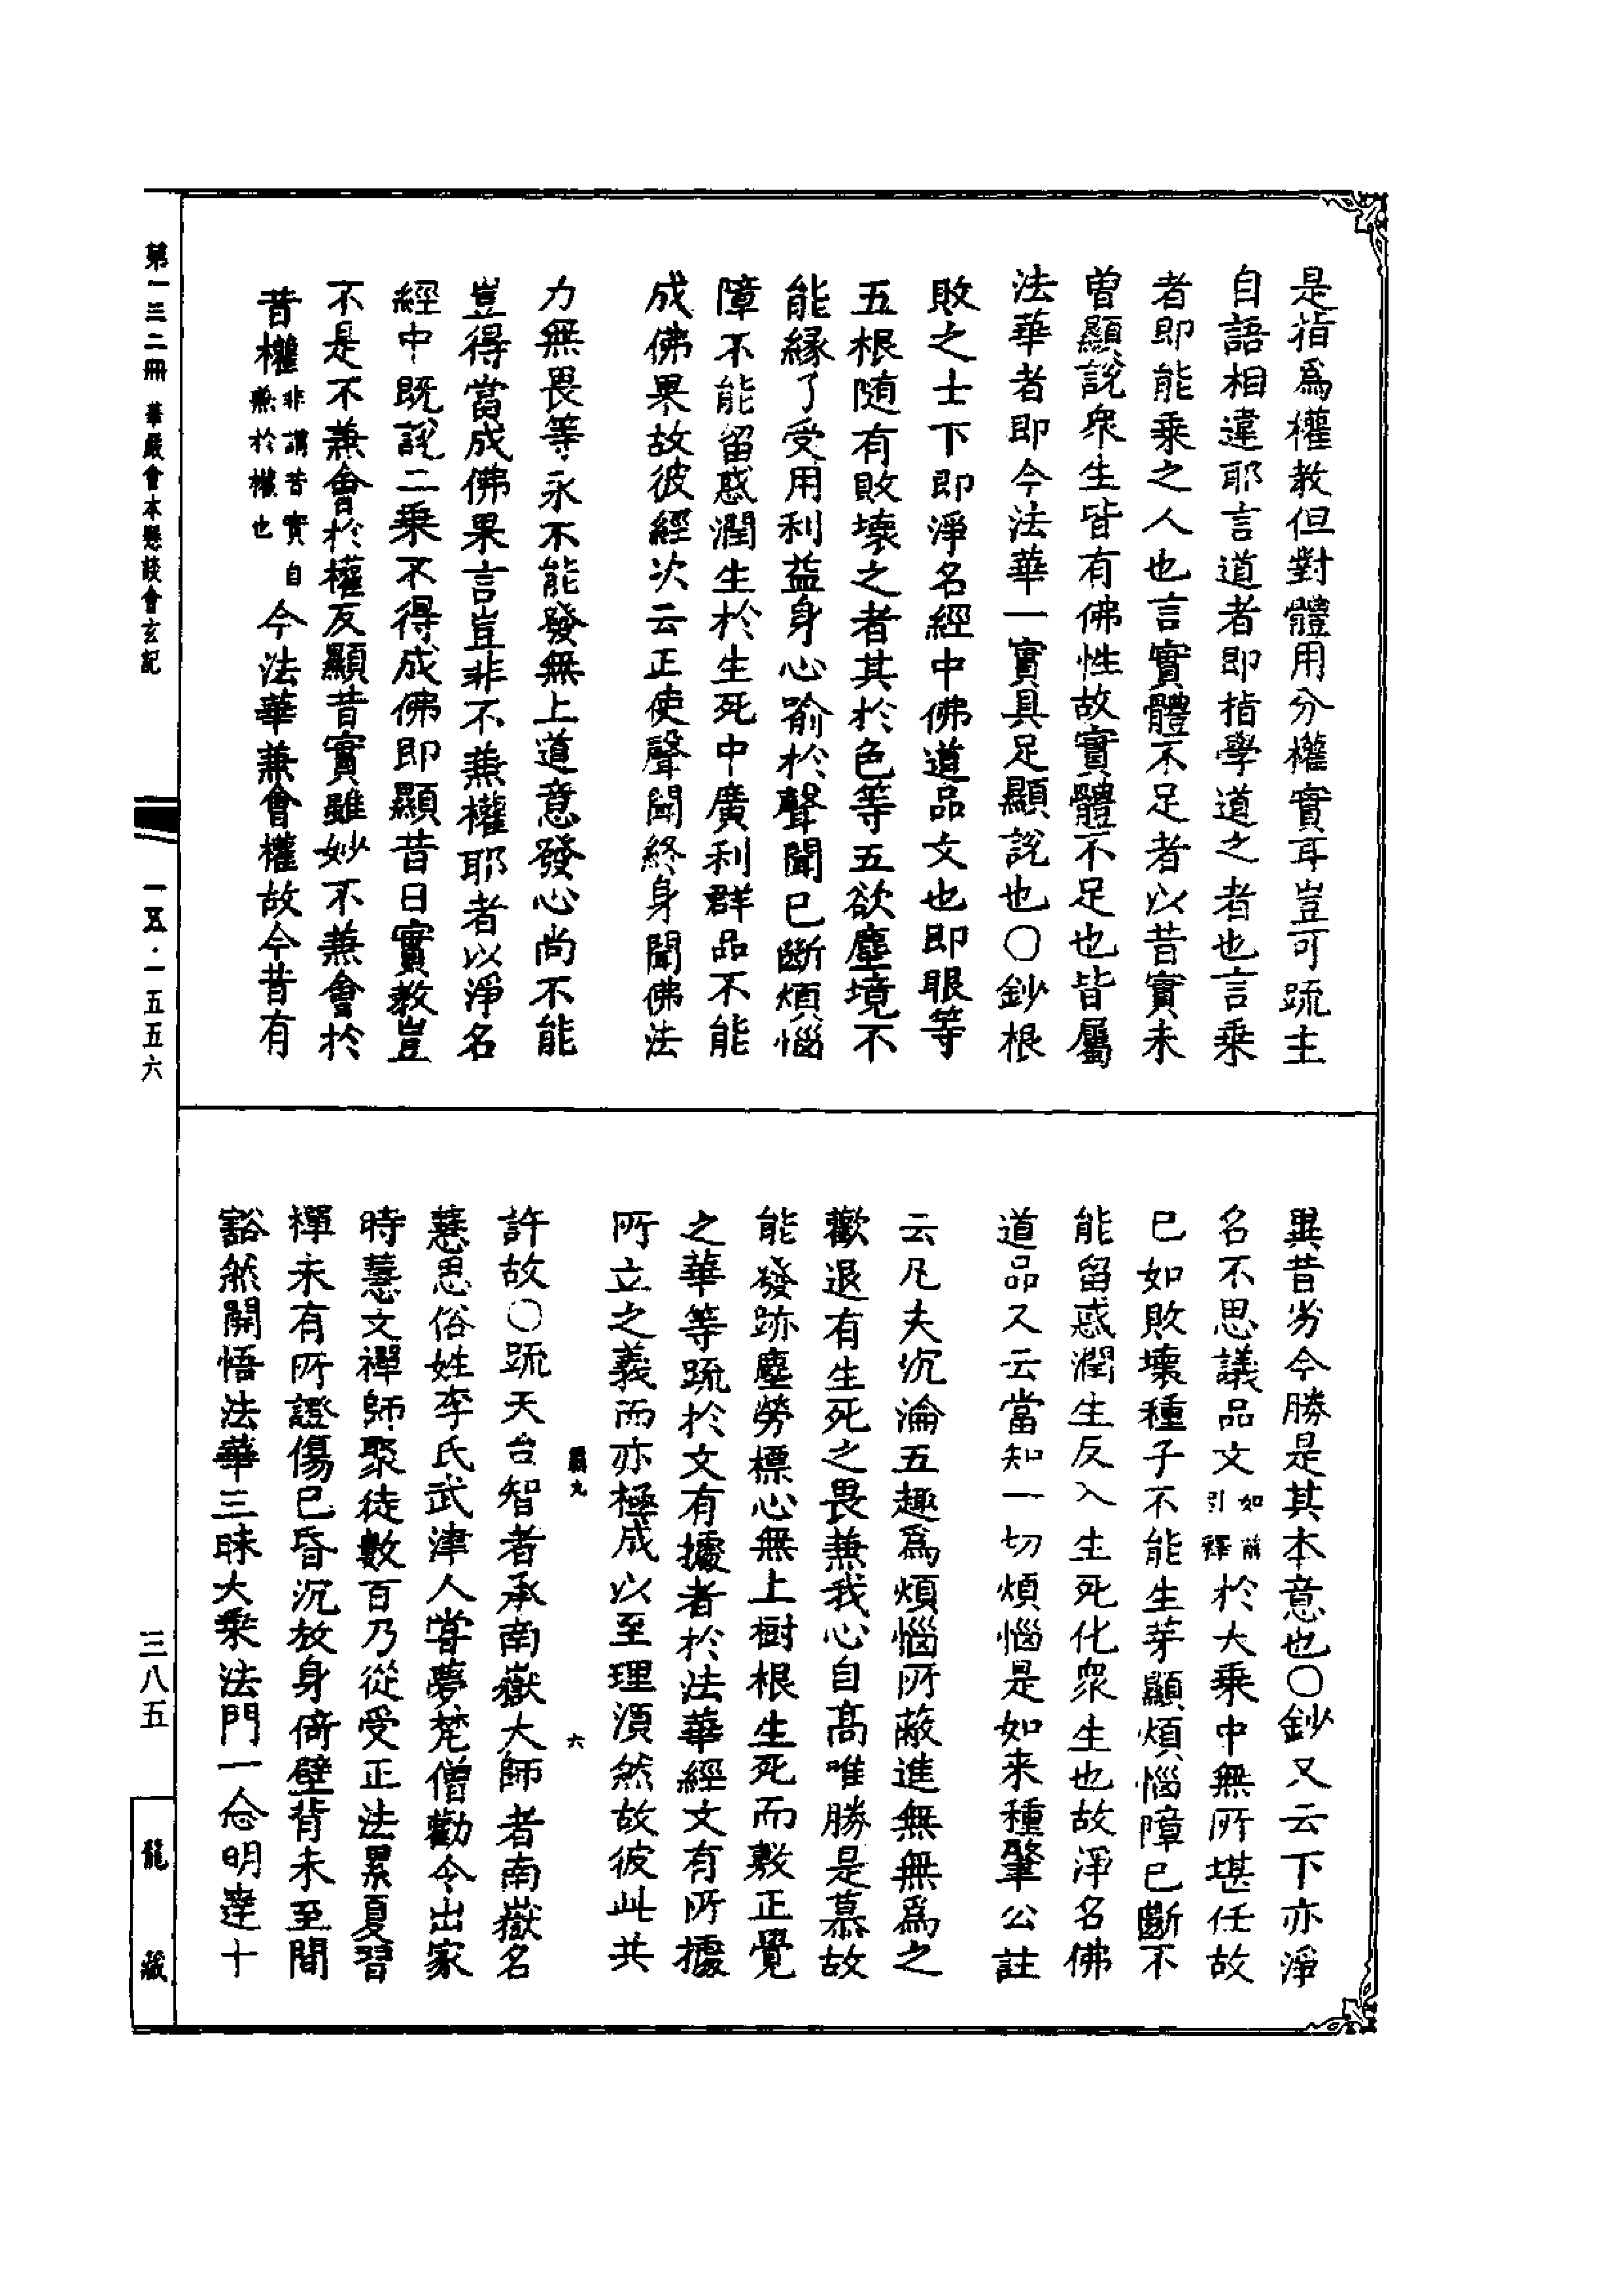 是指爲權教但對體用分權實耳豈可䟽主
自語相違耶言道者即指學道之者也言乗
者即能乗之人也言實體不足者以昔實未
曽顯說衆生皆有佛性故實體不足也皆屬
法華者即今法華一實具足顯說也〇鈔根
敗之士下即淨名經中佛道品文也即眼等
五根随有敗壊之者其於色等五欲塵境不
能縁了受用利益身心喻於聲聞巳斷煩惱
障不能留惑潤生於生死中廣利群品不能
成佛果故彼經次云正使聲聞終身聞佛法
力無畏等永不能發無上道意發心尚不能
豈得當成佛果言豈非不兼權耶者以淨名
經中既說二乗不得成佛即顯昔日實教豈
不是不兼會於權反顯昔實雖妙不兼會於
昔權非謂昔實自兼於權也今法華兼會權故今昔有
異昔劣今勝是其本意也〇鈔又云下亦淨
名不思議品文如前引釋於大乗中無所堪任故
巳如敗壊種子不能生芽顯煩惱障巳斷不
能留惑潤生反入生死化衆生也故淨名佛
道品又云當知一切煩惱是如来種肇公註
云凡夫沉淪五趣爲煩惱所蔽進無無爲之
歡退有生死之畏兼我心自髙唯勝是慕故
能發跡塵勞標心無上樹根生死而敷正覺
之華等䟽於文有據者於法華經文有所據
所立之義而亦極成以至理湏然故彼此共
許故〇䟽天台智者承南嶽大師者南嶽名
慧思俗姓李氏武津人甞夢梵僧勸令出家
時慧文禪師聚徒數百乃從受正法累夏習
禪未有所證傷巳昏沉放身倚壁背未至間
豁然開悟法華三昧大乗法門一念明達十
九
六
第一三二冊 華嚴會本懸談會玄記
一五·一五五六
三八五
龍藏